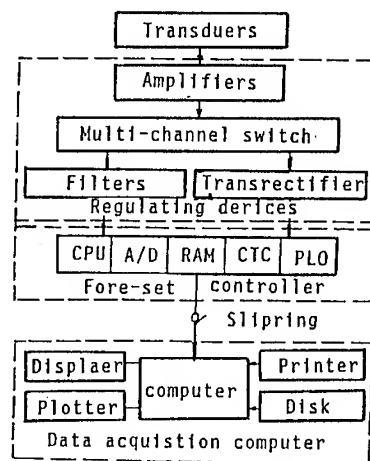 Transduers
Amplifiers
Multi-channel switch
Filters Transrectifier
Regulating derices
CPU A/D RAM CTC PLO
Fore-set controller
Slipring
Displaer Printer
computer
Plotter Disk
Data acquistion computer